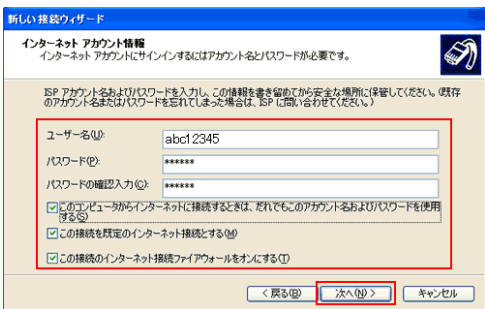 新しい接続ウィザード
インターネット アカウント情報
インターネット アカウントにサインインするにはアカウント名とパスワードが必要です。
ISP アカウント名およびパスワードを入力し、この情報を書き留めてから安全な場所に保管してください。(既存
のアカウント名またはパスワードを忘れてしまった場合は、ISP に問い合わせてください。)
ユーザー名(U):
abc12345
パスワード(P):
******
パスワードの確認入力(C):
******
このコンピュータからインターネットに接続するときは、だれでもこのアカウント名およびパスワードを使用
する(S)
この接続を既定のインターネット接続とする(M)
この接続のインターネット接続ファイアウォールをオンにする(T)
< 戻る(B)
次へ(N) >
キャンセル